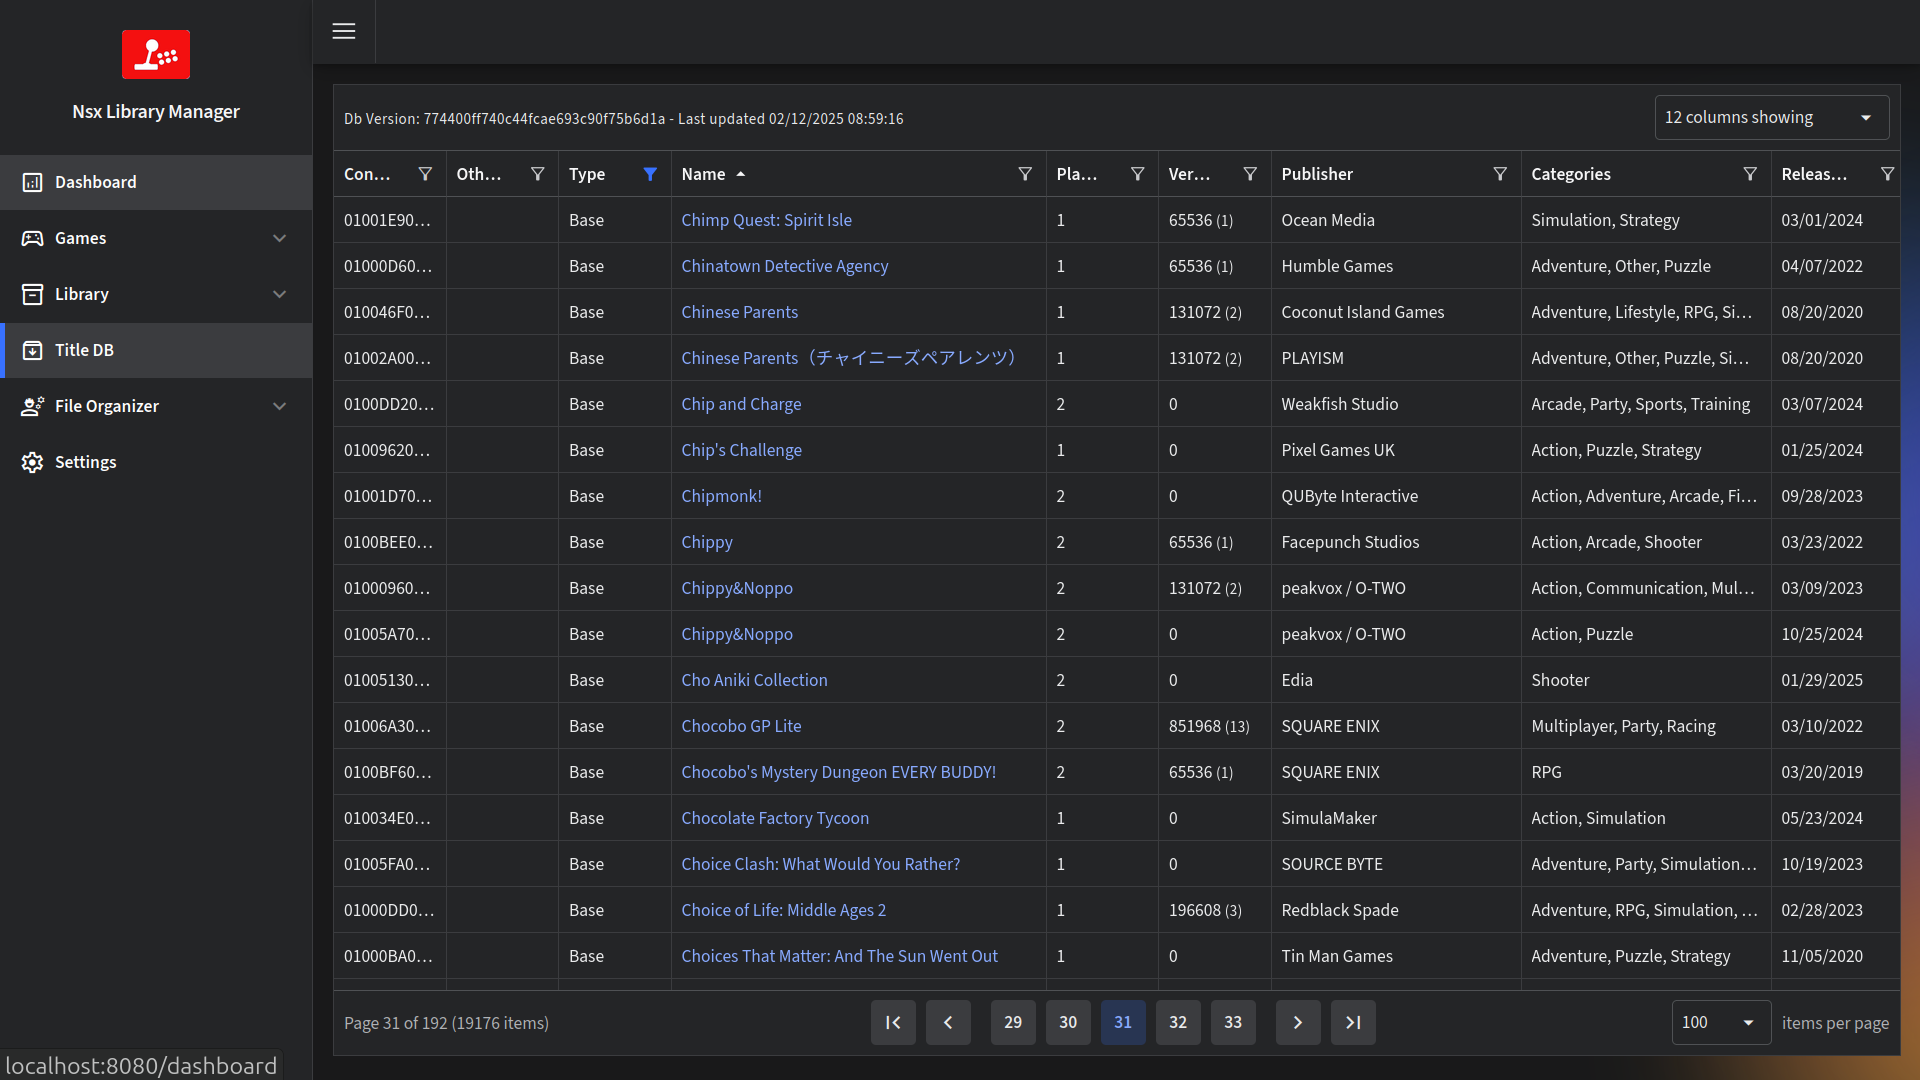 Nsx Library Manager
Dashboard
Games
Library
Title DB
File Organizer
Settings
Db Version: 774400ff740c44fcae693c90f75b6d1a - Last updated 02/12/2025 08:59:16
12 columns showing
Con... Oth... Type Name Pla... Ver... Publisher Categories Releas...
01001E90... Base Chimp Quest: Spirit Isle 1 65536 (1) Ocean Media Simulation, Strategy 03/01/2024
01000D60... Base Chinatown Detective Agency 1 65536 (1) Humble Games Adventure, Other, Puzzle 04/07/2022
010046F0... Base Chinese Parents 1 131072 (2) Coconut Island Games Adventure, Lifestyle, RPG, Si... 08/20/2020
01002A00... Base Chinese Parents（チャイニーズペアレンツ） 1 131072 (2) PLAYISM Adventure, Other, Puzzle, Si... 08/20/2020
0100DD20... Base Chip and Charge 2 0 Weakfish Studio Arcade, Party, Sports, Training 03/07/2024
01009620... Base Chip's Challenge 1 0 Pixel Games UK Action, Puzzle, Strategy 01/25/2024
01001D70... Base Chipmonk! 2 0 QUByte Interactive Action, Adventure, Arcade, Fi... 09/28/2023
0100BEE0... Base Chippy 2 65536 (1) Facepunch Studios Action, Arcade, Shooter 03/23/2022
01000960... Base Chippy&Noppo 2 131072 (2) peakvox / O-TWO Action, Communication, Mul... 03/09/2023
01005A70... Base Chippy&Noppo 2 0 peakvox / O-TWO Action, Puzzle 10/25/2024
01005130... Base Cho Aniki Collection 2 0 Edia Shooter 01/29/2025
01006A30... Base Chocobo GP Lite 2 851968 (13) SQUARE ENIX Multiplayer, Party, Racing 03/10/2022
0100BF60... Base Chocobo's Mystery Dungeon EVERY BUDDY! 2 65536 (1) SQUARE ENIX RPG 03/20/2019
010034E0... Base Chocolate Factory Tycoon 1 0 SimulaMaker Action, Simulation 05/23/2024
01005FA0... Base Choice Clash: What Would You Rather? 1 0 SOURCE BYTE Adventure, Party, Simulation... 10/19/2023
01000DD0... Base Choice of Life: Middle Ages 2 1 196608 (3) Redblack Spade Adventure, RPG, Simulation, ... 02/28/2023
01000BA0... Base Choices That Matter: And The Sun Went Out 1 0 Tin Man Games Adventure, Puzzle, Strategy 11/05/2020
Page 31 of 192 (19176 items) 29 30 31 32 33 100 items per page
localhost:8080/dashboard